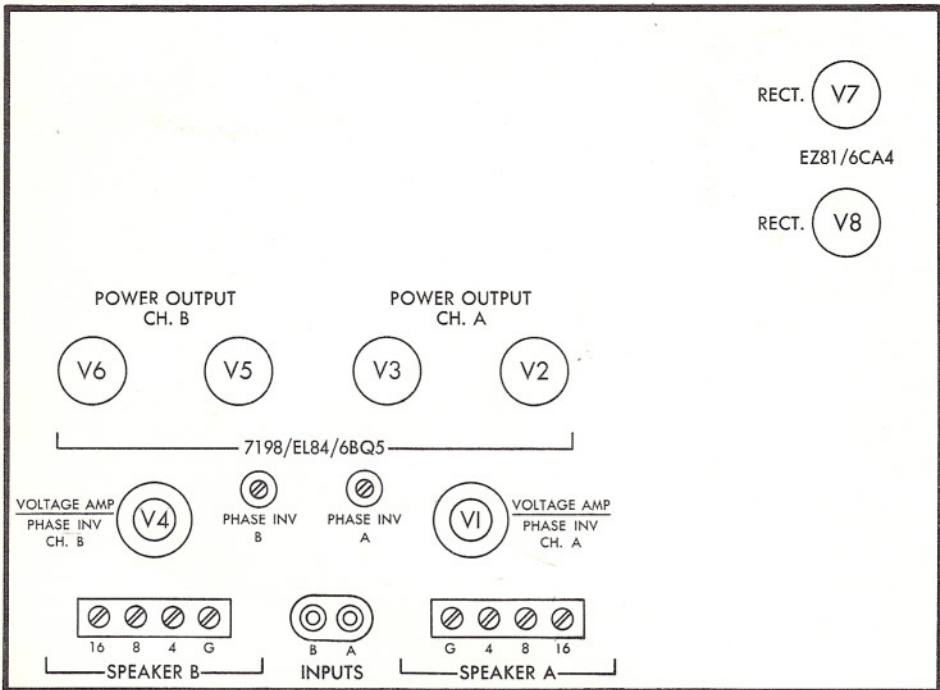 RECT. V7
EZ81/6CA4
RECT. V8
POWER OUTPUT
CH. B
POWER OUTPUT
CH. A
V6 V5 V3 V2
7198/EL84/6BQ5
VOLTAGE AMP
PHASE INV
CH. B
V4
PHASE INV
B
PHASE INV
A
V1
VOLTAGE AMP
PHASE INV
CH. A
16 8 4 G
SPEAKER B
B A
INPUTS
G 4 8 16
SPEAKER A